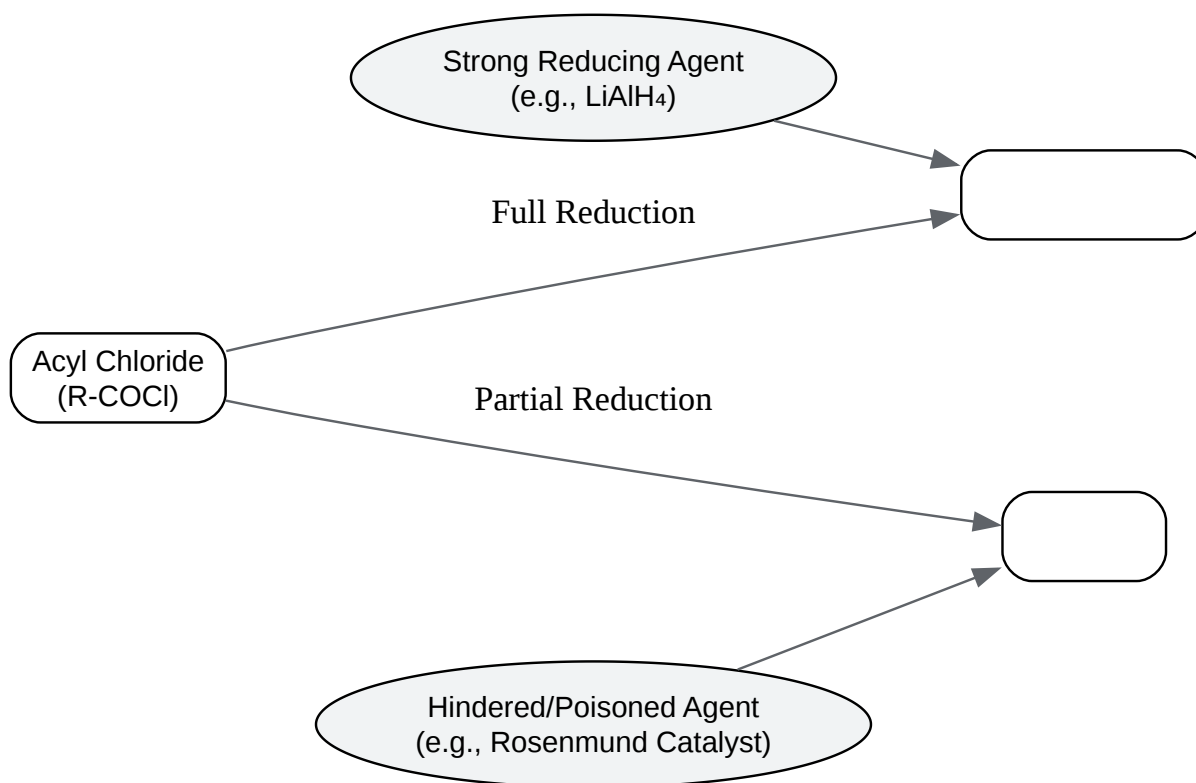 Strong Reducing Agent
(e.g., LiAlH₄)
Full Reduction
Acyl Chloride
(R-COCl)
Partial Reduction
Hindered/Poisoned Agent
(e.g., Rosenmund Catalyst)